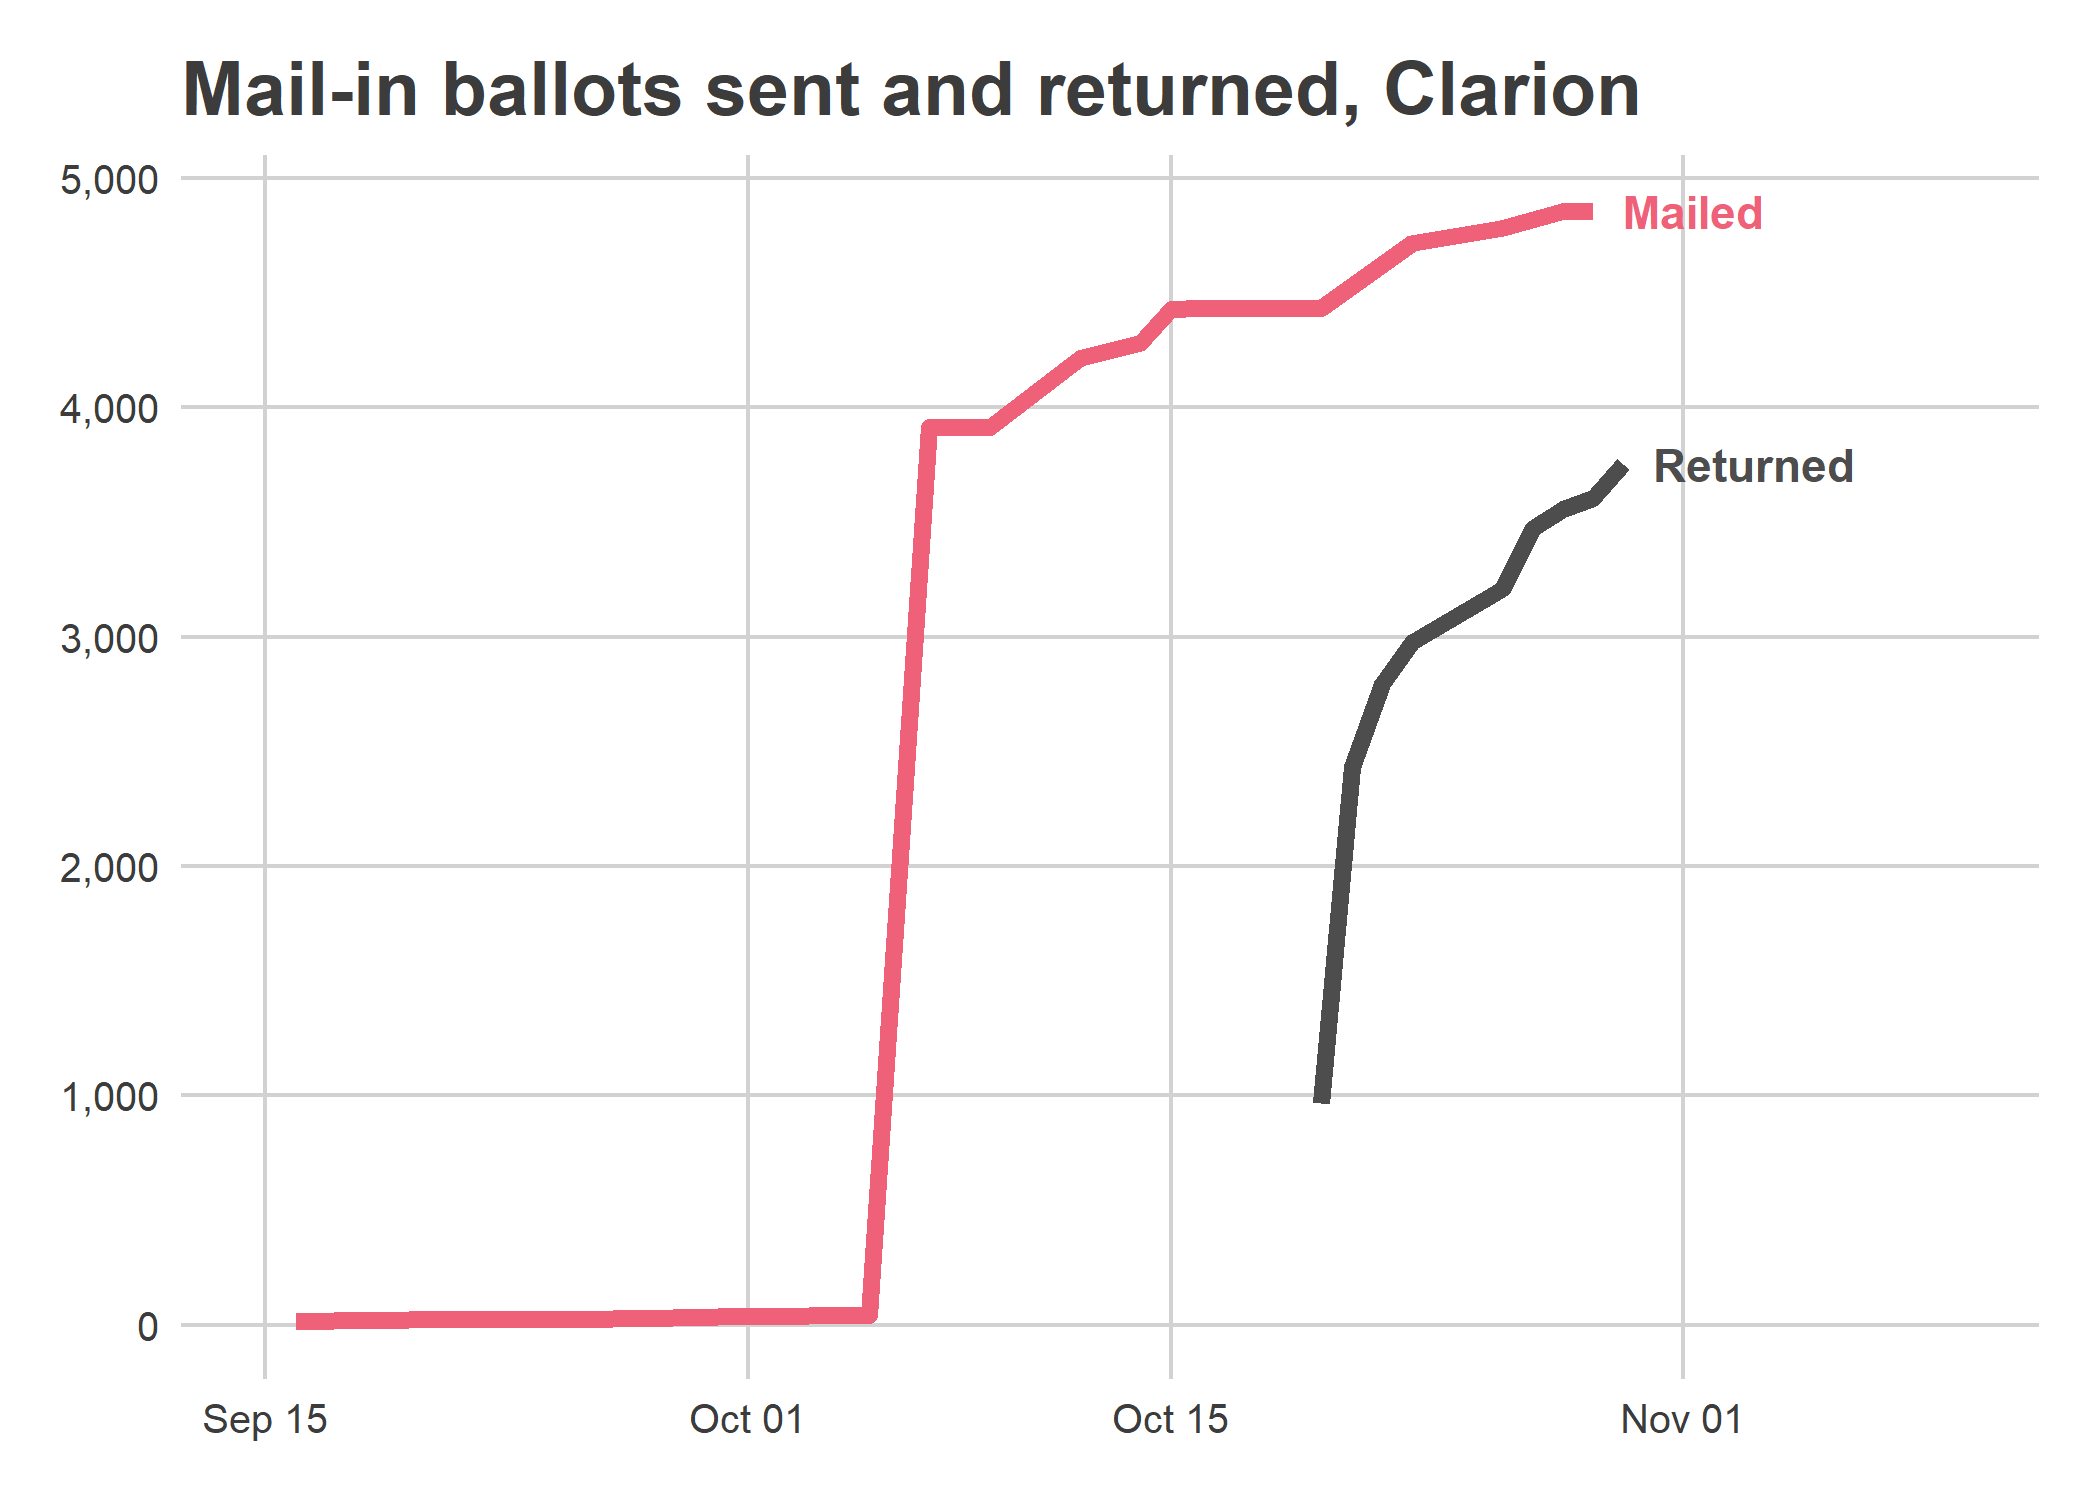 Mail-in ballots sent and returned, Clarion
5,000
Mailed
4,000
Returned
3,000
2,000
1,000
0
Sep 15 Oct 01 Oct 15 Nov 01